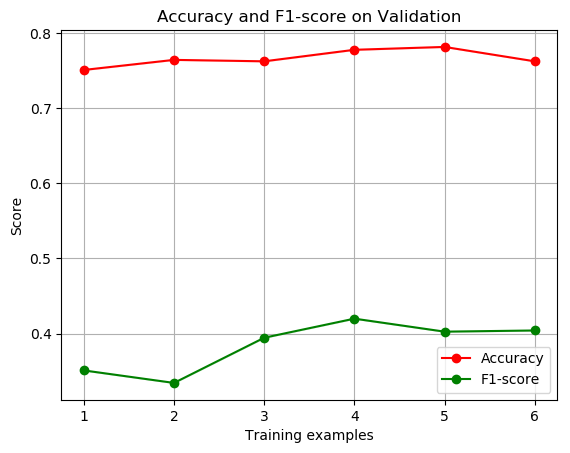 Accuracy and F1-score on Validation
0.8
0.7
0.6
0.5
0.4
Score
1 2 3 4 5 6
Training examples
Accuracy
F1-score